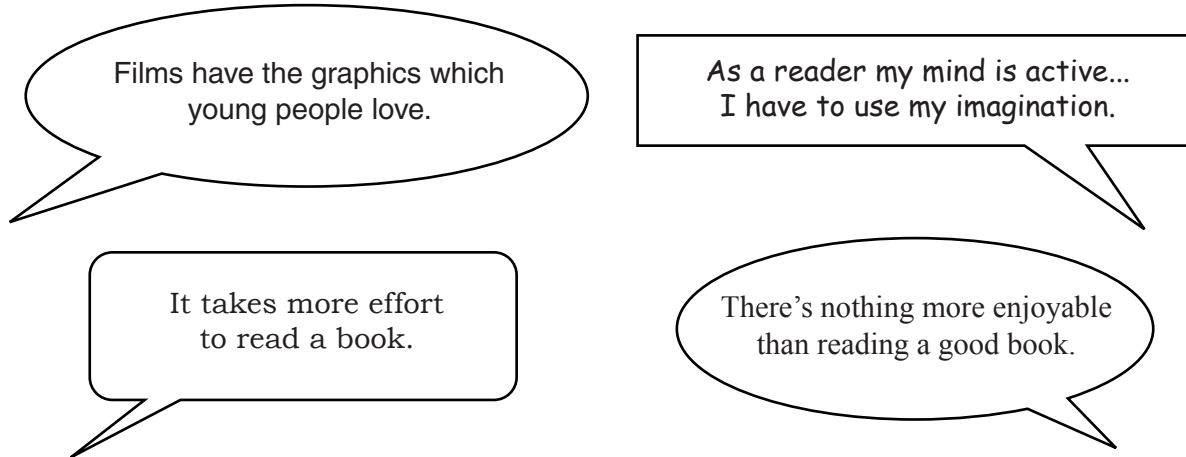 Films have the graphics which
young people love.
As a reader my mind is active...
I have to use my imagination.
It takes more effort
to read a book.
There's nothing more enjoyable
than reading a good book.